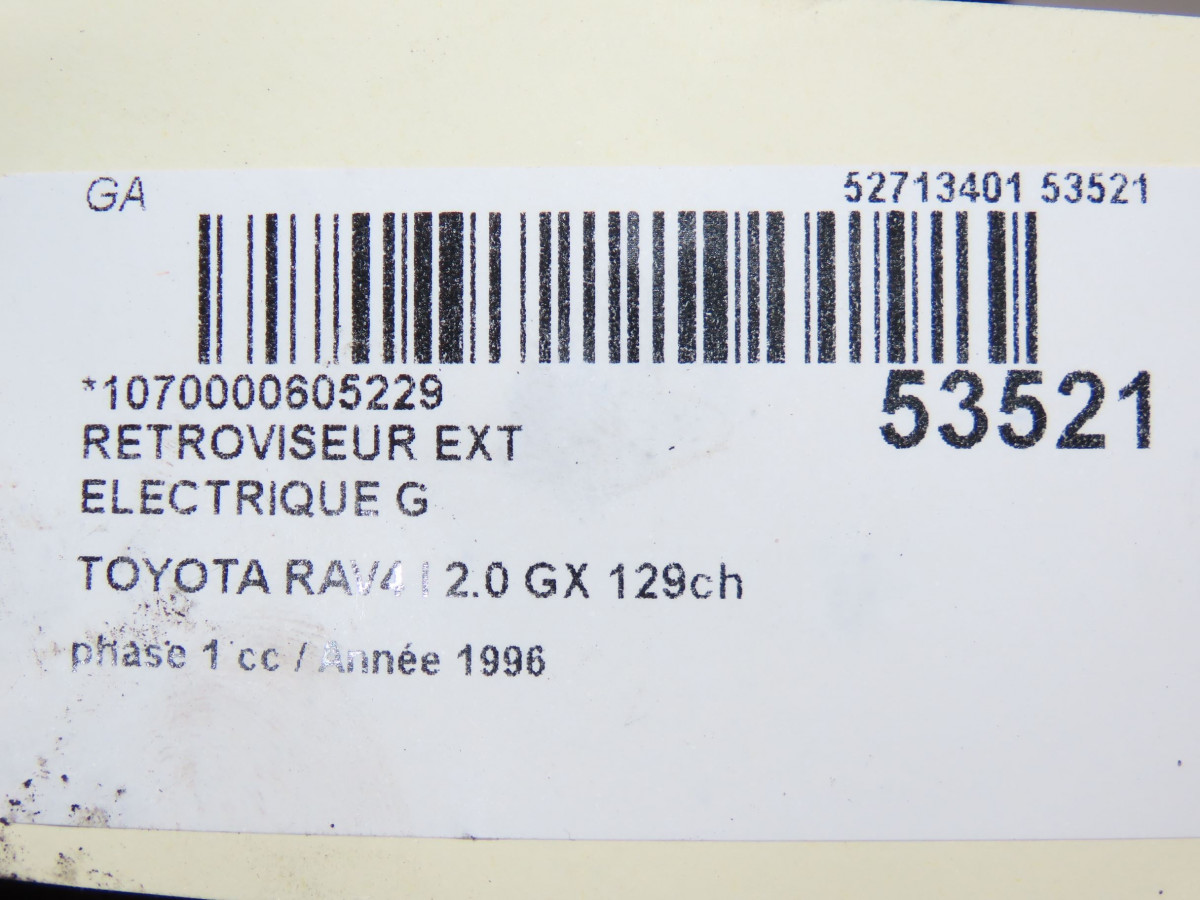 GA 52713401 53521
*1070000605229
53521
RETROVISEUR EXT
ELECTRIQUE G
TOYOTA RAV4 I 2.0 GX 129ch
phase 1 cc / Année 1996